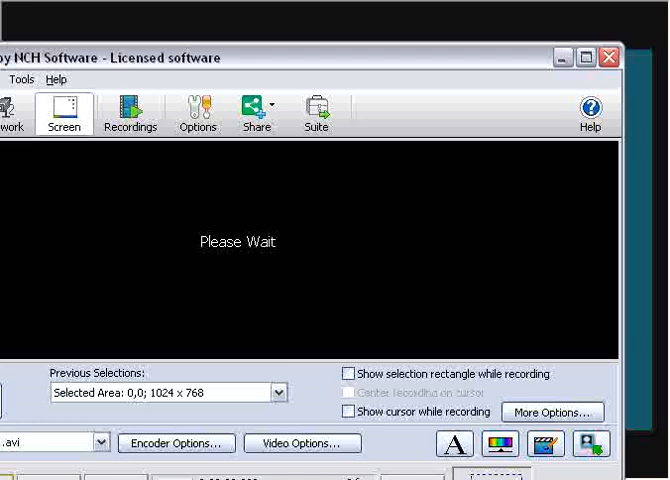 by NCH Software - Licensed software
Tools Help
work Screen Recordings Options Share Suite Help
Please Wait
Previous Selections:
Selected Area: 0,0; 1024 x 768
Show selection rectangle while recording
Center recording on cursor
Show cursor while recording
More Options...
.avi
Encoder Options...
Video Options...
A